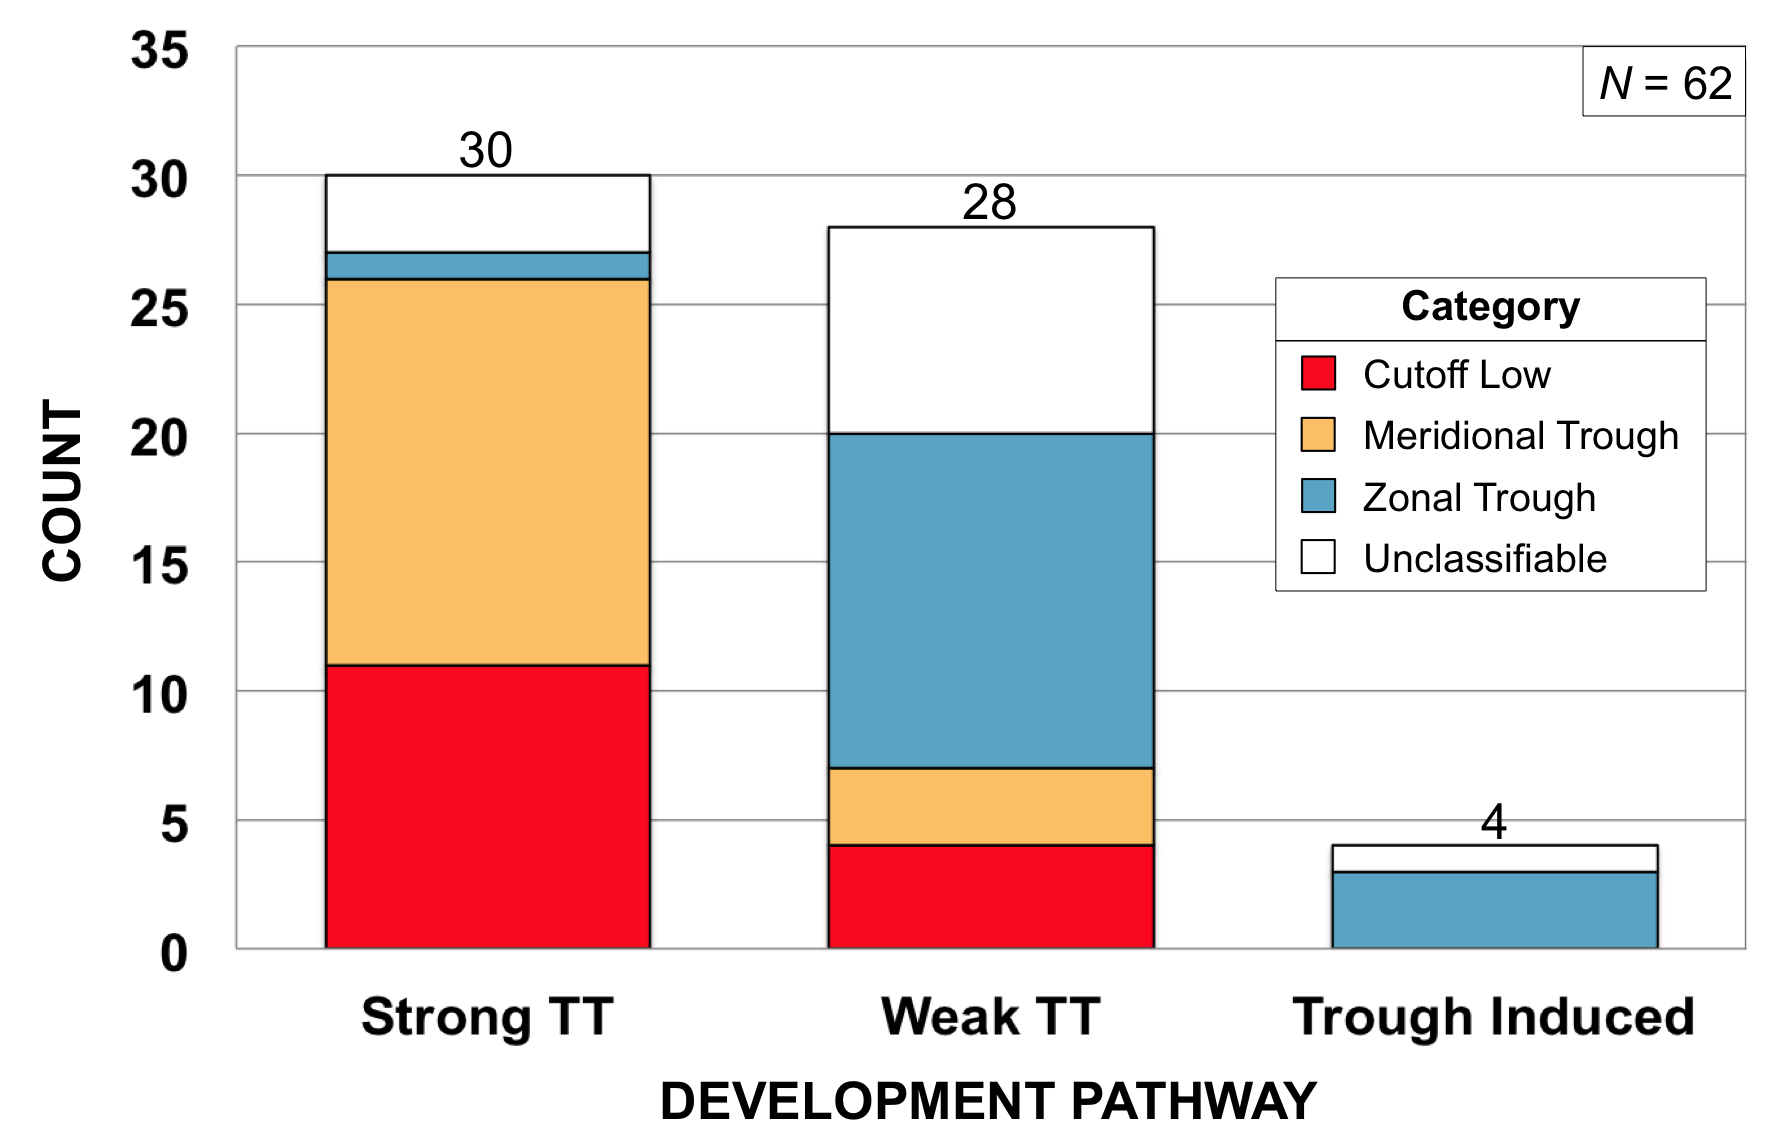 35
N = 62
30
30
28
25
Category
Cutoff Low
Meridional Trough
Zonal Trough
Unclassifiable
20
15
10
5
4
0
COUNT
Strong TT
Weak TT
Trough Induced
DEVELOPMENT PATHWAY